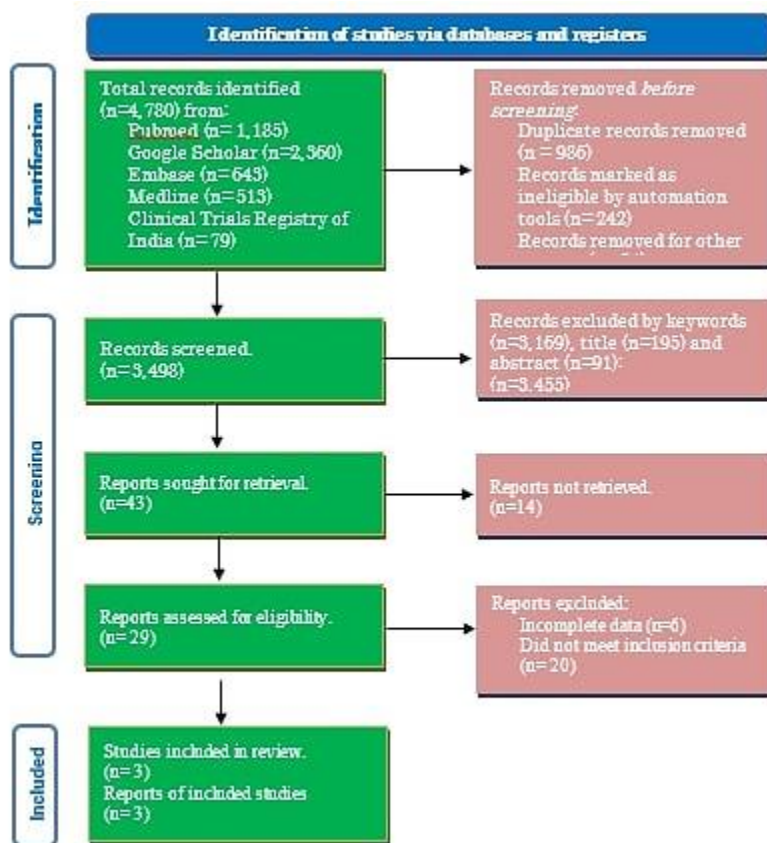 Identification of studies via databases and registers
Identification
Total records identified
(n=4,780) from:
Pubmed (n= 1,185)
Google Scholar (n=2,360)
Embase (n=643)
Medline (n=513)
Clinical Trials Registry of
India (n=79)
Records removed before
screening:
Duplicate records removed
(n = 986)
Records marked as
ineligible by automation
tools (n=242)
Records removed for other
Screening
Records screened.
(n=3,498)
Records excluded by keywords
(n=3,169), title (n=195) and
abstract (n=91):
(n=3.455)
Reports sought for retrieval.
(n=43)
Reports not retrieved.
(n=14)
Reports assessed for eligibility.
(n=29)
Reports excluded:
Incomplete data (n=6)
Did not meet inclusion criteria
(n=20)
Included
Studies included in review.
(n=3)
Reports of included studies
(n=3)